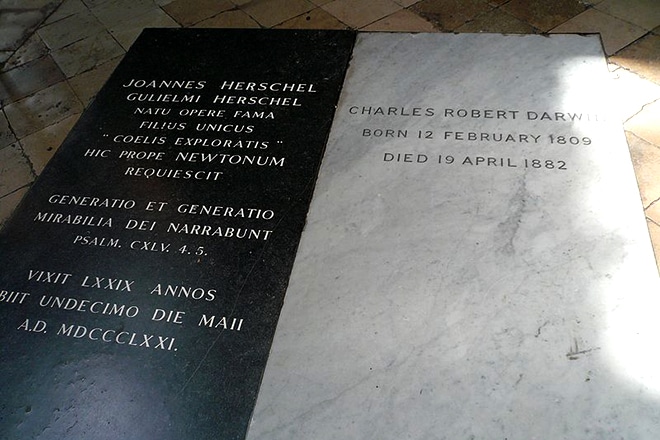 JOANNES HERSCHEL
GULIELMI HERSCHEL
NATU OPERE FAMA
FILIUS UNICUS
"COELIS EXPLORATIS"
HIC PROPE NEWTONUM
REQUIESCIT
GENERATIO ET GENERATIO
MIRABILIA DEI NARRABUNT
PSALM. CXLV. 4. 5.
VIXIT LXXIX ANNOS
BIIT UNDECIMO DIE MAII
A.D. MDCCCLXXI.
CHARLES ROBERT DARWIN
BORN 12 FEBRUARY 1809
DIED 19 APRIL 1882